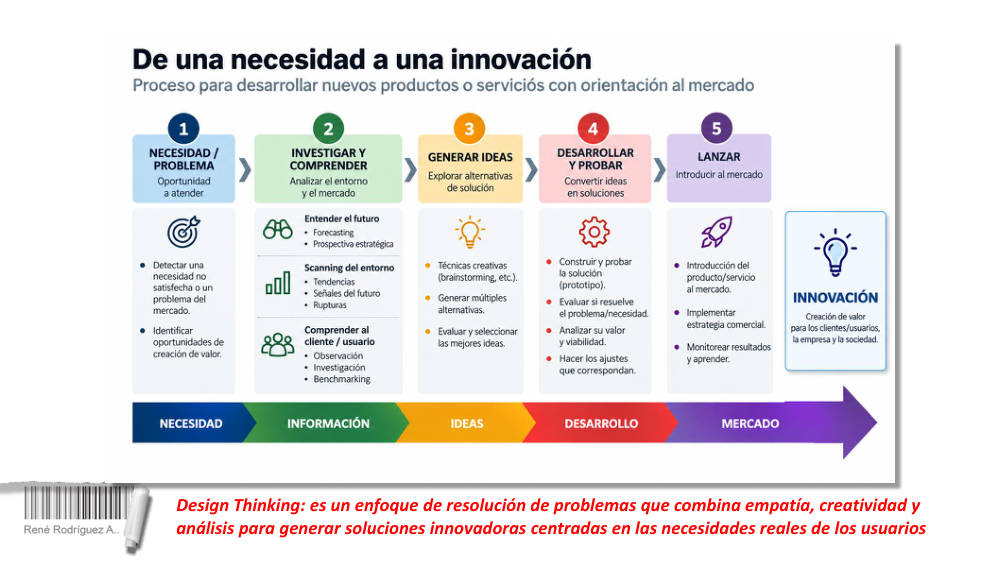 De una necesidad a una innovación
Proceso para desarrollar nuevos productos o serviciós con orientación al mercado
1
NECESIDAD /
PROBLEMA
Oportunidad
a atender
2
INVESTIGAR Y
COMPRENDER
Analizar el entorno
y el mercado
3
GENERAR IDEAS
Explorar alternativas
de solución
4
DESARROLLAR
Y PROBAR
Convertir ideas
en soluciones
5
LANZAR
Introducir al mercado
• Detectar una
necesidad no
satisfecha o un
problema del
mercado.
• Identificar
oportunidades de
creación de valor.
Entender el futuro
• Forecasting
• Prospectiva estratégica
Scanning del entorno
• Tendencias
• Señales del futuro
• Rupturas
Comprender al
cliente / usuario
• Observación
• Investigación
• Benchmarking
• Técnicas creativas
(brainstorming, etc.).
• Generar múltiples
alternativas.
• Evaluar y seleccionar
las mejores ideas.
• Construir y probar
la solución
(prototipo).
• Evaluar si resuelve
el problema/necesidad.
• Analizar su valor
y viabilidad.
• Hacer los ajustes
que correspondan.
• Introducción del
producto/servicio
al mercado.
• Implementar
estrategia comercial.
• Monitorear resultados
y aprender.
INNOVACIÓN
Creación de valor
para los clientes/usuarios,
la empresa y la sociedad.
NECESIDAD
INFORMACIÓN
IDEAS
DESARROLLO
MERCADO
René Rodríguez A..
Design Thinking: es un enfoque de resolución de problemas que combina empatía, creatividad y
análisis para generar soluciones innovadoras centradas en las necesidades reales de los usuarios